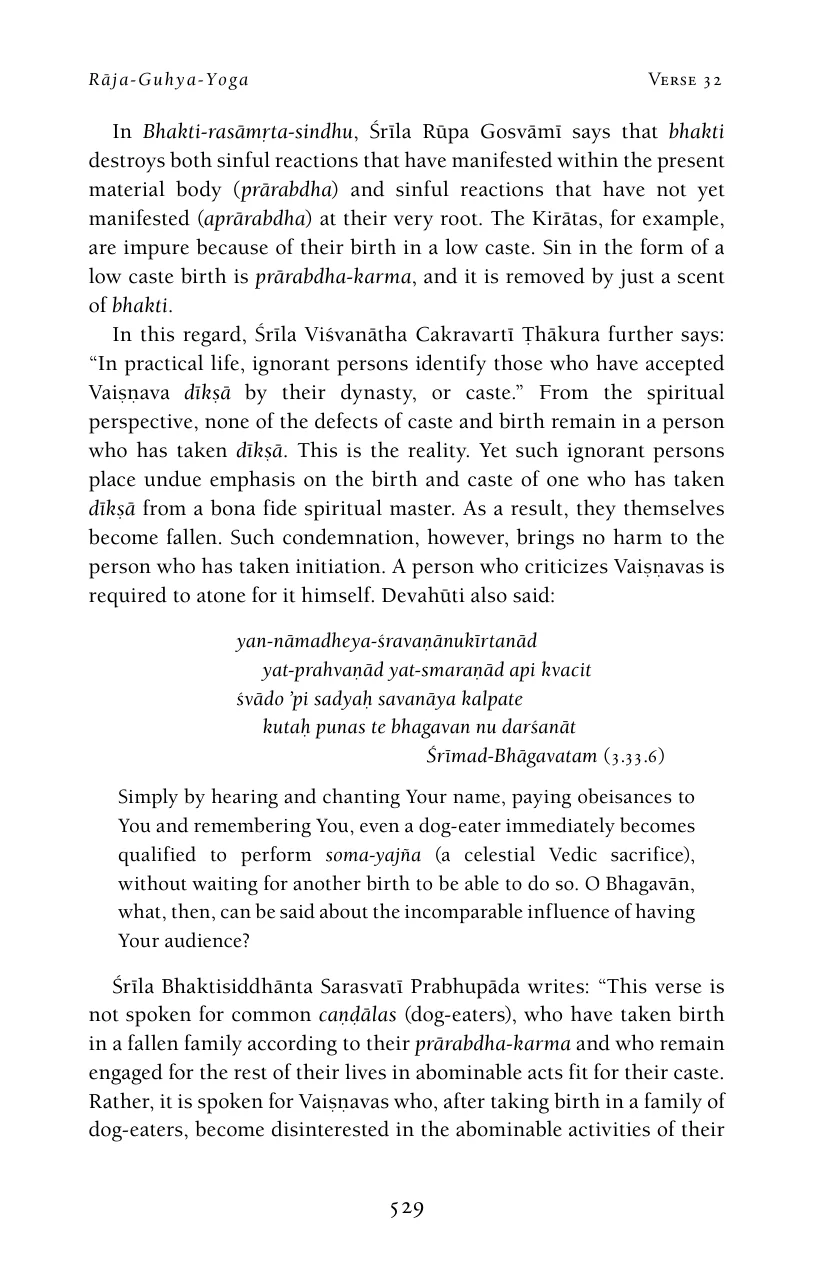 Rāja-Guhya-Yoga
Verse 32
In Bhakti-rasāmṛta-sindhu, Śrīla Rūpa Gosvāmī says that bhakti
destroys both sinful reactions that have manifested within the present
material body (prārabdha) and sinful reactions that have not yet
manifested (aprārabdha) at their very root. The Kirātas, for example,
are impure because of their birth in a low caste. Sin in the form of a
low caste birth is prārabdha-karma, and it is removed by just a scent
of bhakti.
In this regard, Śrīla Viśvanātha Cakravartī Ṭhākura further says:
“In practical life, ignorant persons identify those who have accepted
Vaiṣṇava dīkṣā by their dynasty, or caste.” From the spiritual
perspective, none of the defects of caste and birth remain in a person
who has taken dīkṣā. This is the reality. Yet such ignorant persons
place undue emphasis on the birth and caste of one who has taken
dīkṣā from a bona fide spiritual master. As a result, they themselves
become fallen. Such condemnation, however, brings no harm to the
person who has taken initiation. A person who criticizes Vaiṣṇavas is
required to atone for it himself. Devahūti also said:
yan-nāmadheya-śravaṇānukīrtanād
yat-prahvaṇād yat-smaraṇād api kvacit
śvādo ’pi sadyaḥ savanāya kalpate
kutaḥ punas te bhagavan nu darśanāt
Śrīmad-Bhāgavatam (3.33.6)
Simply by hearing and chanting Your name, paying obeisances to
You and remembering You, even a dog-eater immediately becomes
qualified to perform soma-yajña (a celestial Vedic sacrifice),
without waiting for another birth to be able to do so. O Bhagavān,
what, then, can be said about the incomparable influence of having
Your audience?
Śrīla Bhaktisiddhānta Sarasvatī Prabhupāda writes: “This verse is
not spoken for common caṇḍālas (dog-eaters), who have taken birth
in a fallen family according to their prārabdha-karma and who remain
engaged for the rest of their lives in abominable acts fit for their caste.
Rather, it is spoken for Vaiṣṇavas who, after taking birth in a family of
dog-eaters, become disinterested in the abominable activities of their
529